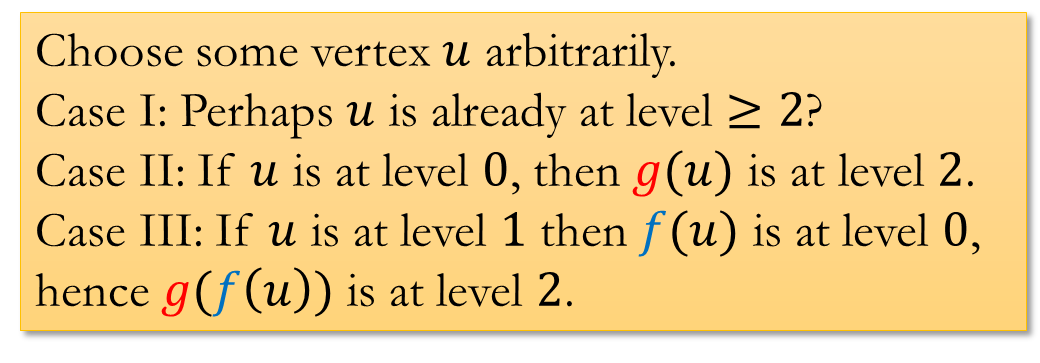 Choose some vertex 𝑢 arbitrarily.
Case I: Perhaps 𝑢 is already at level ≥ 2?
Case II: If 𝑢 is at level 0, then 𝑔(𝑢) is at level 2.
Case III: If 𝑢 is at level 1 then 𝑓(𝑢) is at level 0,
hence 𝑔(𝑓(𝑢)) is at level 2.